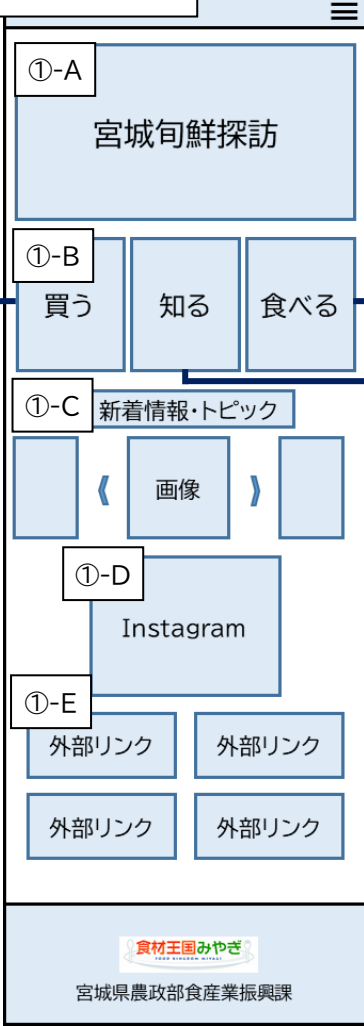 ①-A
宮城旬鮮探訪
①-B
買う
知る
食べる
①-C
新着情報・トピック
《
画像
》
①-D
Instagram
①-E
外部リンク
外部リンク
外部リンク
外部リンク
食材王国みやぎ
FOOD KINGDOM MIYAGI
宮城県農政部食産業振興課